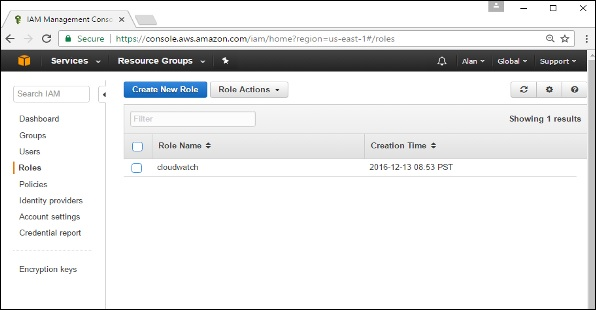 IAM Management Conso
Secure https://console.aws.amazon.com/iam/home?region=us-east-1#/roles
Services Resource Groups Alan Global Support
Search IAM
Create New Role Role Actions
Dashboard
Groups
Users
Roles
Policies
Identity providers
Account settings
Credential report
Encryption keys
Filter Showing 1 results
Role Name Creation Time
cloudwatch 2016-12-13 08:53 PST